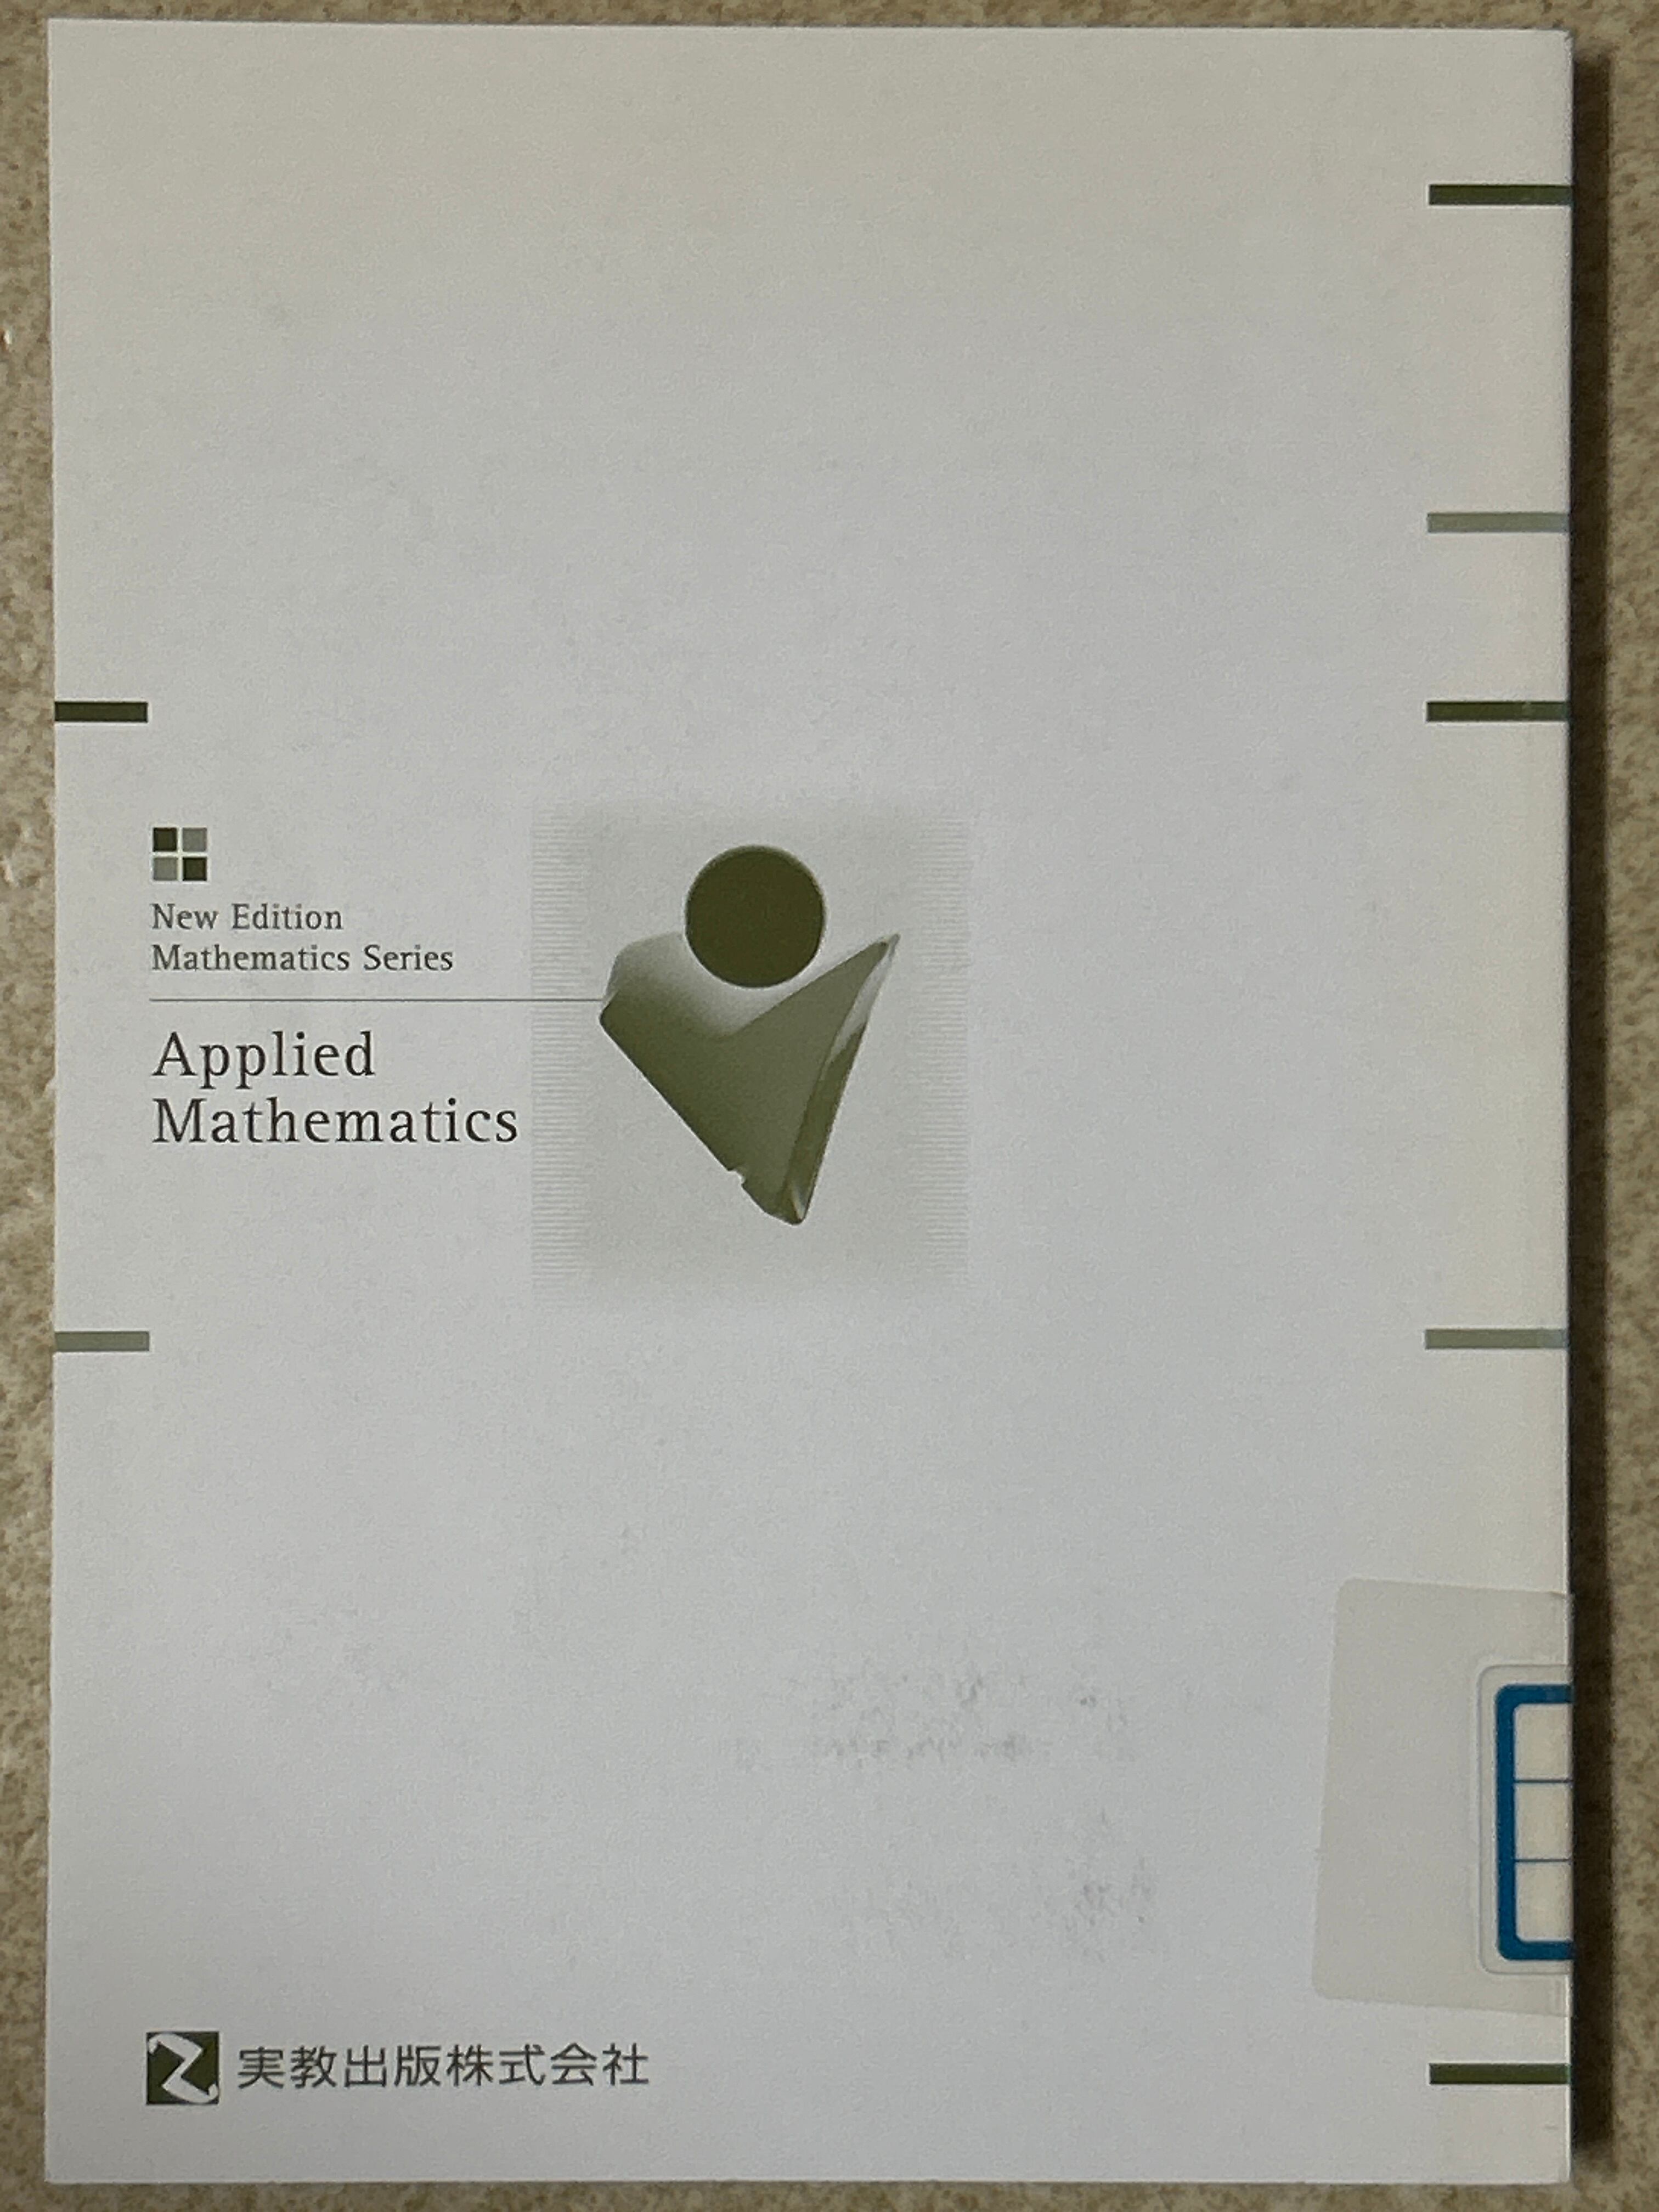 New Edition
Mathematics Series
Applied
Mathematics
実教出版株式会社